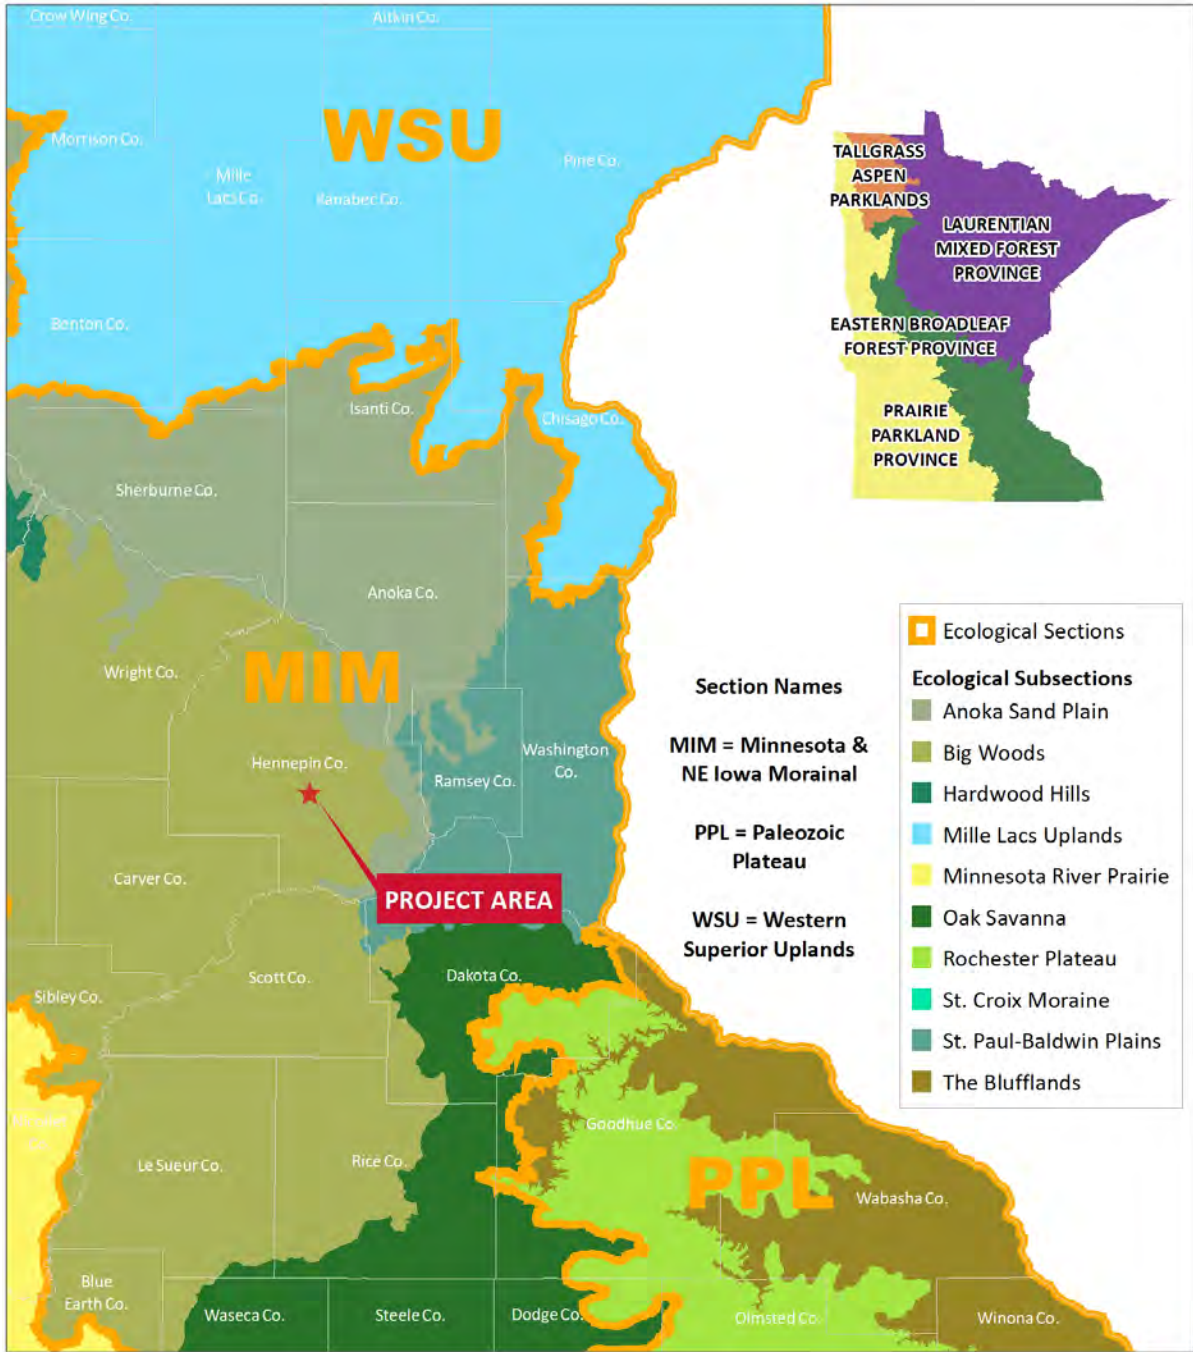 Crow Wing Co.
Aitkin Co.
WSU
Morrison Co.
Pine Co.
Mille
Lacs Co.
Kanabec Co.
Benton Co.
Isanti Co.
Chisago Co.
Sherburne Co.
Anoka Co.
Wright Co.
MIM
Hennepin Co.
Washington
Co.
Ramsey Co.
Carver Co.
PROJECT AREA
Scott Co.
Dakota Co.
Sibley Co.
Co.
Goodhue Co.
Le Sueur Co.
Rice Co.
PPL
Wabasha Co.
Blue
Earth Co.
Waseca Co.
Steele Co.
Dodge Co.
Olmsted Co.
Winona Co.
TALLGRASS
ASPEN
PARKLANDS
LAURENTIAN
MIXED FOREST
PROVINCE
EASTERN BROADLEAF
FOREST PROVINCE
PRAIRIE
PARKLAND
PROVINCE
Section Names
MIM = Minnesota &
NE Iowa Morainal
PPL = Paleozoic
Plateau
WSU = Western
Superior Uplands
Ecological Sections
Ecological Subsections
Anoka Sand Plain
Big Woods
Hardwood Hills
Mille Lacs Uplands
Minnesota River Prairie
Oak Savanna
Rochester Plateau
St. Croix Moraine
St. Paul-Baldwin Plains
The Blufflands